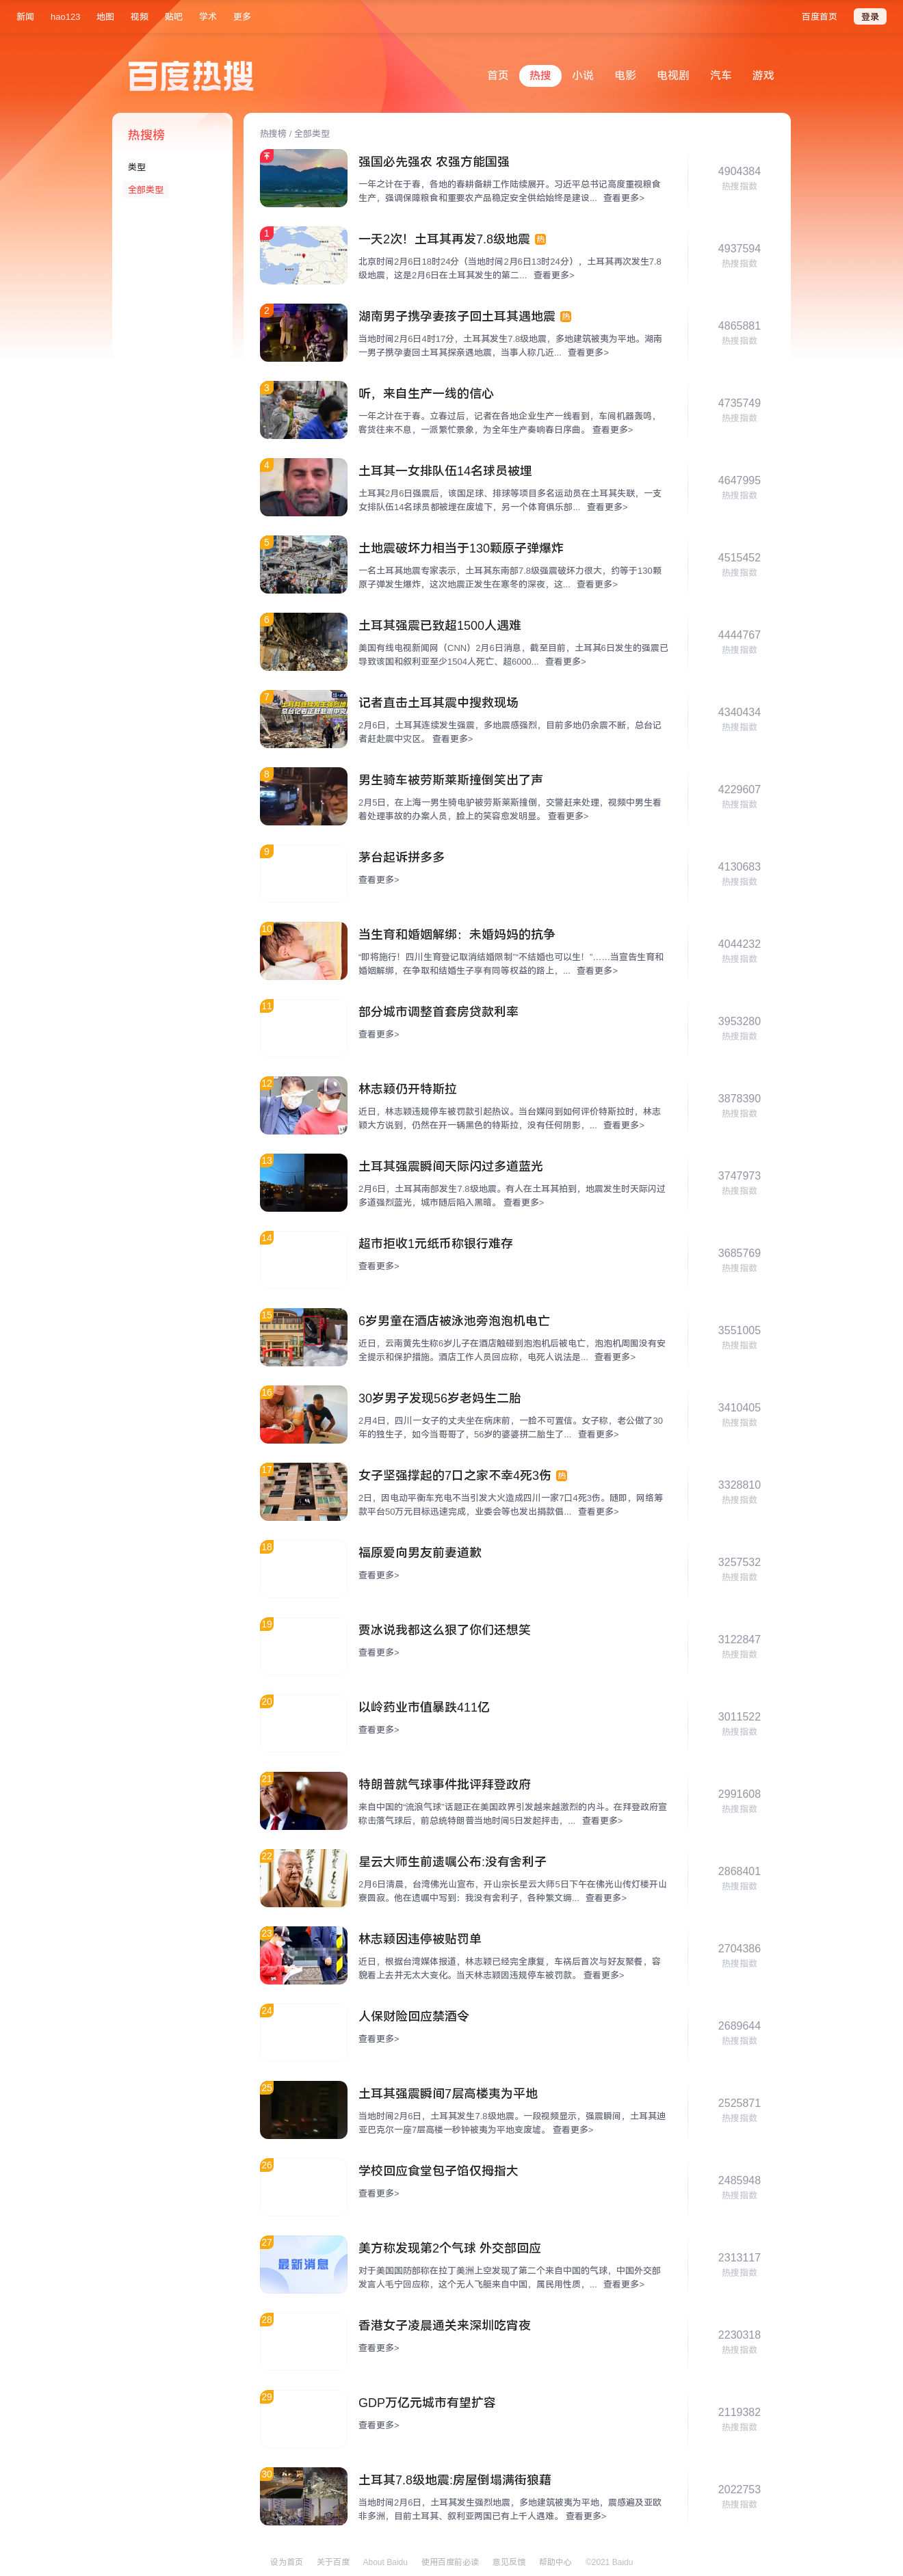 新闻 hao123 地图 视频 贴吧 学术 更多 百度首页 登录
百度热搜
首页 热搜 小说 电影 电视剧 汽车 游戏
热搜榜
类型
全部类型
热搜榜 / 全部类型
强国必先强农 农强方能国强
一年之计在于春，各地的春耕备耕工作陆续展开。习近平总书记高度重视粮食
生产，强调保障粮食和重要农产品稳定安全供给始终是建设... 查看更多>
4904384
热搜指数
1
一天2次！土耳其再发7.8级地震 热
北京时间2月6日18时24分（当地时间2月6日13时24分），土耳其再次发生7.8
级地震，这是2月6日在土耳其发生的第二... 查看更多>
4937594
热搜指数
2
湖南男子携孕妻孩子回土耳其遇地震 热
当地时间2月6日4时17分，土耳其发生7.8级地震，多地建筑被夷为平地。湖南
一男子携孕妻回土耳其探亲遇地震，当事人称几近... 查看更多>
4865881
热搜指数
3
听，来自生产一线的信心
一年之计在于春。立春过后，记者在各地企业生产一线看到，车间机器轰鸣，
客货往来不息，一派繁忙景象，为全年生产奏响春日序曲。 查看更多>
4735749
热搜指数
4
土耳其一女排队伍14名球员被埋
土耳其2月6日强震后，该国足球、排球等项目多名运动员在土耳其失联，一支
女排队伍14名球员都被埋在废墟下，另一个体育俱乐部... 查看更多>
4647995
热搜指数
5
土地震破坏力相当于130颗原子弹爆炸
一名土耳其地震专家表示，土耳其东南部7.8级强震破坏力很大，约等于130颗
原子弹发生爆炸，这次地震正发生在寒冬的深夜，这... 查看更多>
4515452
热搜指数
6
土耳其强震已致超1500人遇难
美国有线电视新闻网（CNN）2月6日消息，截至目前，土耳其6日发生的强震已
导致该国和叙利亚至少1504人死亡、超6000... 查看更多>
4444767
热搜指数
7
记者直击土耳其震中搜救现场
2月6日，土耳其连续发生强震，多地震感强烈，目前多地仍余震不断，总台记
者赶赴震中灾区。 查看更多>
4340434
热搜指数
8
男生骑车被劳斯莱斯撞倒笑出了声
2月5日，在上海一男生骑电驴被劳斯莱斯撞倒，交警赶来处理，视频中男生看
着处理事故的办案人员，脸上的笑容愈发明显。 查看更多>
4229607
热搜指数
9
茅台起诉拼多多
查看更多>
4130683
热搜指数
10
当生育和婚姻解绑：未婚妈妈的抗争
“即将施行！四川生育登记取消结婚限制”“不结婚也可以生！”……当宣告生育和
婚姻解绑，在争取和结婚生子享有同等权益的路上，... 查看更多>
4044232
热搜指数
11
部分城市调整首套房贷款利率
查看更多>
3953280
热搜指数
12
林志颖仍开特斯拉
近日，林志颖违规停车被罚款引起热议。当台媒问到如何评价特斯拉时，林志
颖大方说到，仍然在开一辆黑色的特斯拉，没有任何阴影，... 查看更多>
3878390
热搜指数
13
土耳其强震瞬间天际闪过多道蓝光
2月6日，土耳其南部发生7.8级地震。有人在土耳其拍到，地震发生时天际闪过
多道强烈蓝光，城市随后陷入黑暗。 查看更多>
3747973
热搜指数
14
超市拒收1元纸币称银行难存
查看更多>
3685769
热搜指数
15
6岁男童在酒店被泳池旁泡泡机电亡
近日，云南黄先生称6岁儿子在酒店触碰到泡泡机后被电亡，泡泡机周围没有安
全提示和保护措施。酒店工作人员回应称，电死人说法是... 查看更多>
3551005
热搜指数
16
30岁男子发现56岁老妈生二胎
2月4日，四川一女子的丈夫坐在病床前，一脸不可置信。女子称，老公做了30
年的独生子，如今当哥哥了，56岁的婆婆拼二胎生了... 查看更多>
3410405
热搜指数
17
女子坚强撑起的7口之家不幸4死3伤 热
2日，因电动平衡车充电不当引发大火造成四川一家7口4死3伤。随即，网络筹
款平台50万元目标迅速完成，业委会等也发出捐款倡... 查看更多>
3328810
热搜指数
18
福原爱向男友前妻道歉
查看更多>
3257532
热搜指数
19
贾冰说我都这么狠了你们还想笑
查看更多>
3122847
热搜指数
20
以岭药业市值暴跌411亿
查看更多>
3011522
热搜指数
21
特朗普就气球事件批评拜登政府
来自中国的“流浪气球”话题正在美国政界引发越来越激烈的内斗。在拜登政府宣
称击落气球后，前总统特朗普当地时间5日发起抨击，... 查看更多>
2991608
热搜指数
22
星云大师生前遗嘱公布:没有舍利子
2月6日清晨，台湾佛光山宣布，开山宗长星云大师5日下午在佛光山传灯楼开山
寮圆寂。他在遗嘱中写到：我没有舍利子，各种繁文缛... 查看更多>
2868401
热搜指数
23
林志颖因违停被贴罚单
近日，根据台湾媒体报道，林志颖已经完全康复，车祸后首次与好友聚餐，容
貌看上去并无太大变化。当天林志颖因违规停车被罚款。 查看更多>
2704386
热搜指数
24
人保财险回应禁酒令
查看更多>
2689644
热搜指数
25
土耳其强震瞬间7层高楼夷为平地
当地时间2月6日，土耳其发生7.8级地震。一段视频显示，强震瞬间，土耳其迪
亚巴克尔一座7层高楼一秒钟被夷为平地变废墟。 查看更多>
2525871
热搜指数
26
学校回应食堂包子馅仅拇指大
查看更多>
2485948
热搜指数
27
最新消息
美方称发现第2个气球 外交部回应
对于美国国防部称在拉丁美洲上空发现了第二个来自中国的气球，中国外交部
发言人毛宁回应称，这个无人飞艇来自中国，属民用性质，... 查看更多>
2313117
热搜指数
28
香港女子凌晨通关来深圳吃宵夜
查看更多>
2230318
热搜指数
29
GDP万亿元城市有望扩容
查看更多>
2119382
热搜指数
30
土耳其7.8级地震:房屋倒塌满街狼藉
当地时间2月6日，土耳其发生强烈地震，多地建筑被夷为平地，震感遍及亚欧
非多洲，目前土耳其、叙利亚两国已有上千人遇难。 查看更多>
2022753
热搜指数
设为首页 关于百度 About Baidu 使用百度前必读 意见反馈 帮助中心 ©2021 Baidu